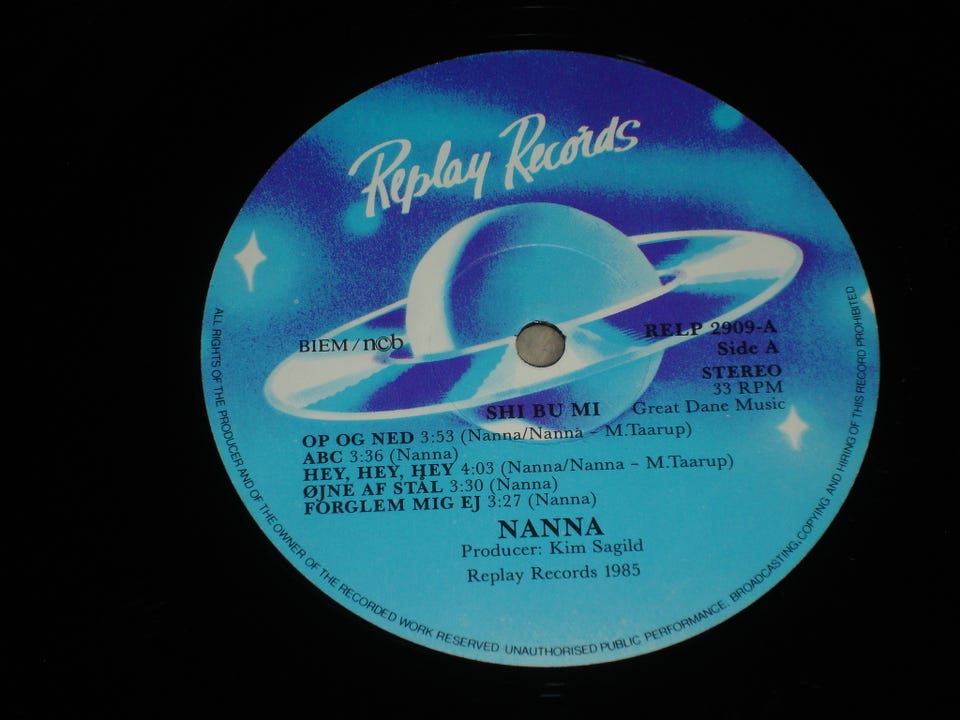 Replay Records
BIEM/n©b
RELP 2909-A
Side A
STEREO
33 RPM
SHI BU MI Great Dane Music
OP OG NED 3:53 (Nanna/Nanna – M.Taarup)
ABC 3:36 (Nanna)
HEY, HEY, HEY 4:03 (Nanna/Nanna – M.Taarup)
ØJNE AF STÅL 3:30 (Nanna)
FORGLEM MIG EJ 3:27 (Nanna)
NANNA
Producer: Kim Sagild
Replay Records 1985
ALL RIGHTS OF THE PRODUCER AND OF THE OWNER OF THE RECORDED WORK RESERVED UNAUTHORISED PUBLIC PERFORMANCE. BROADCASTING, COPYING AND HIRING OF THIS RECORD PROHIBITED